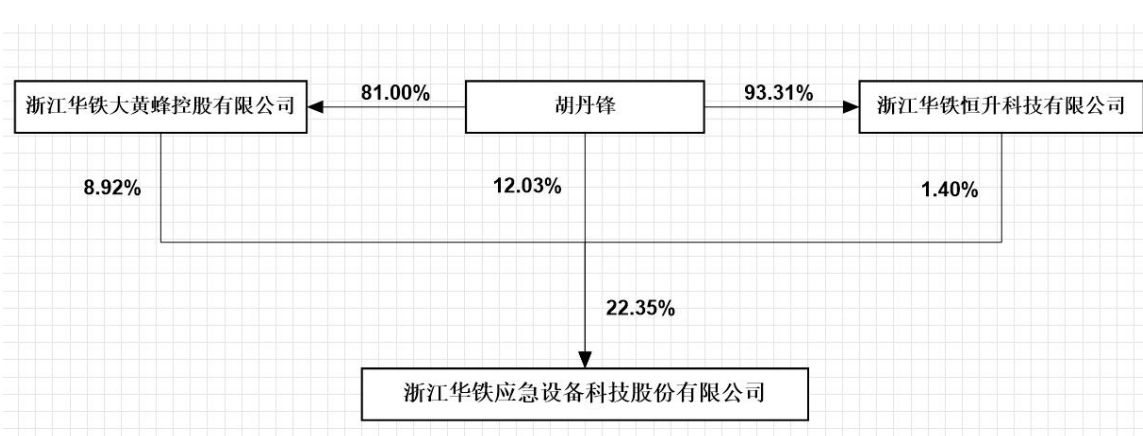 浙江华铁大黄蜂控股有限公司
81.00%
胡丹锋
93.31%
浙江华铁恒升科技有限公司
8.92%
12.03%
1.40%
22.35%
浙江华铁应急设备科技股份有限公司